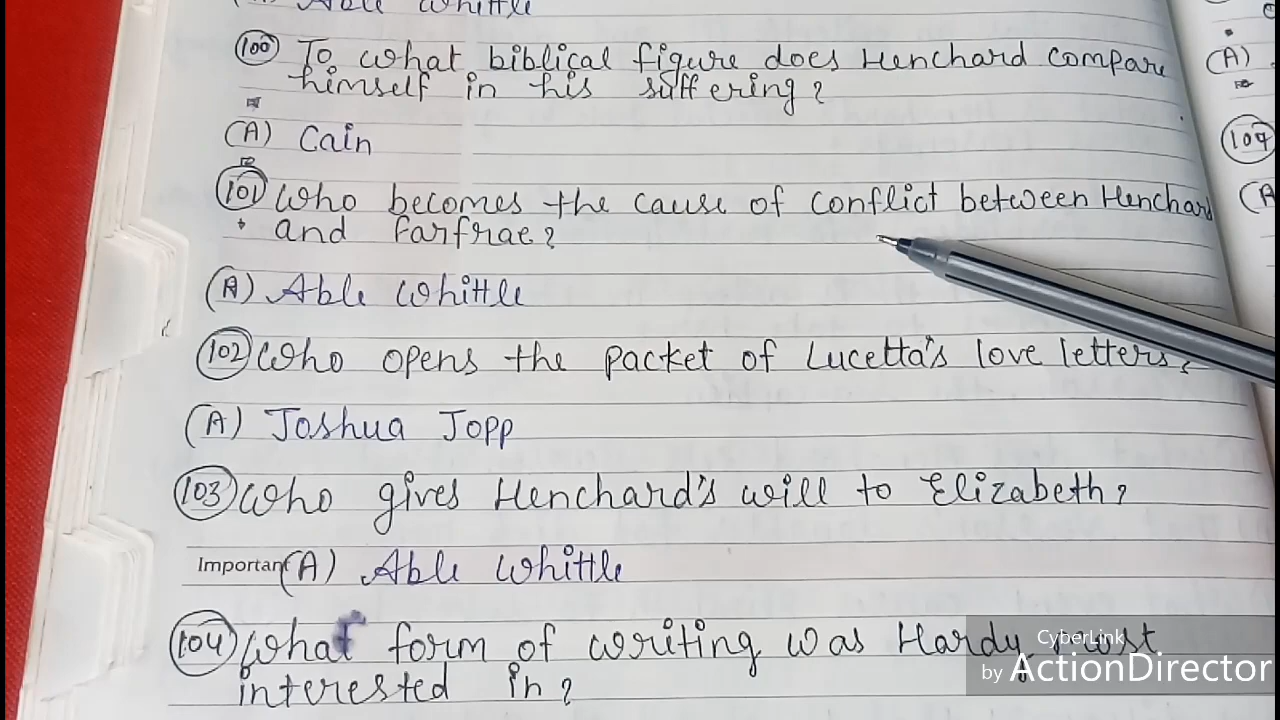 Able Whittle
(100) To what biblical figure does Henchard compare
himself in his suffering?
(A) Cain
(101) Who becomes the cause of conflict between Henchard
and Farfrae?
(A) Able Whittle
(102) Who opens the packet of Lucetta's love letters?
(A) Joshua Jopp
(103) Who gives Henchard's will to Elizabeth?
Important (A) Able Whittle
(104) What form of writing was Hardy most
interested in?
(A)
(A
CyberLink
by ActionDirector